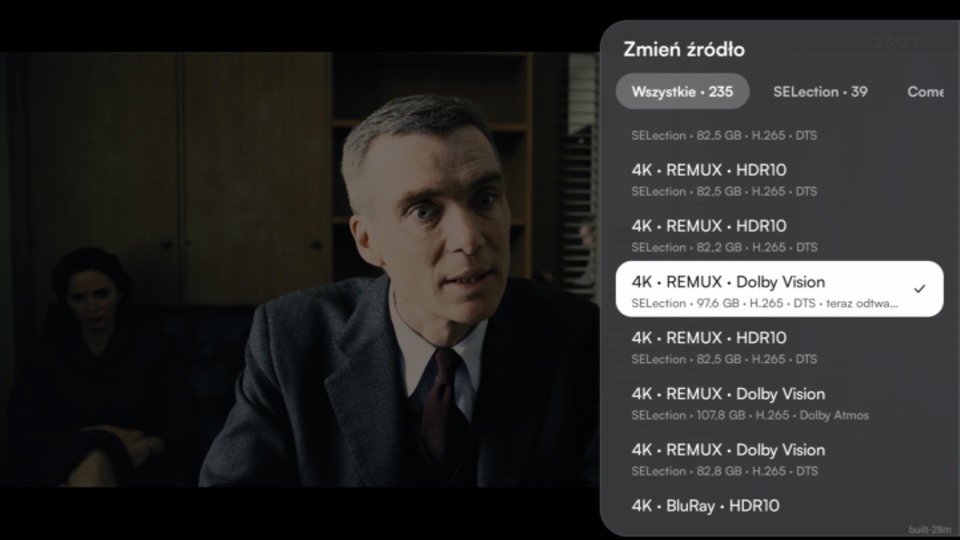 23:27
Zmień źródło
Wszystkie • 235 SELection • 39 Come
SELection • 82,5 GB • H.265 • DTS
4K • REMUX • HDR10
SELection • 82,5 GB • H.265 • DTS
4K • REMUX • HDR10
SELection • 82,2 GB • H.265 • DTS
4K • REMUX • Dolby Vision
SELection • 97,6 GB • H.265 • DTS • teraz odtwa...
4K • REMUX • HDR10
SELection • 82,5 GB • H.265 • DTS
4K • REMUX • Dolby Vision
SELection • 107,8 GB • H.265 • Dolby Atmos
4K • REMUX • Dolby Vision
SELection • 82,8 GB • H.265 • DTS
4K • BluRay • HDR10
built-28m